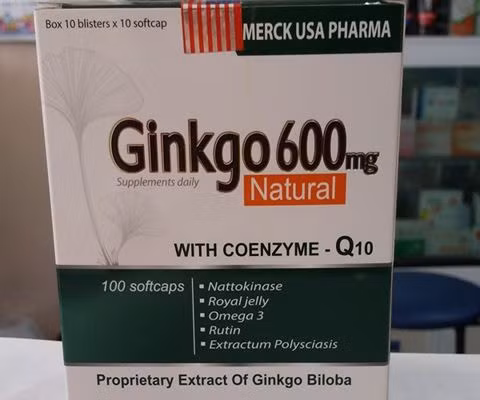 Box 10 blisters x 10 softcap
MERCK USA PHARMA
Ginkgo 600mg
Supplements daily
Natural
WITH COENZYME - Q10
100 softcaps
▪ Nattokinase
▪ Royal jelly
▪ Omega 3
▪ Rutin
▪ Extractum Polysciasis
Proprietary Extract Of Ginkgo Biloba